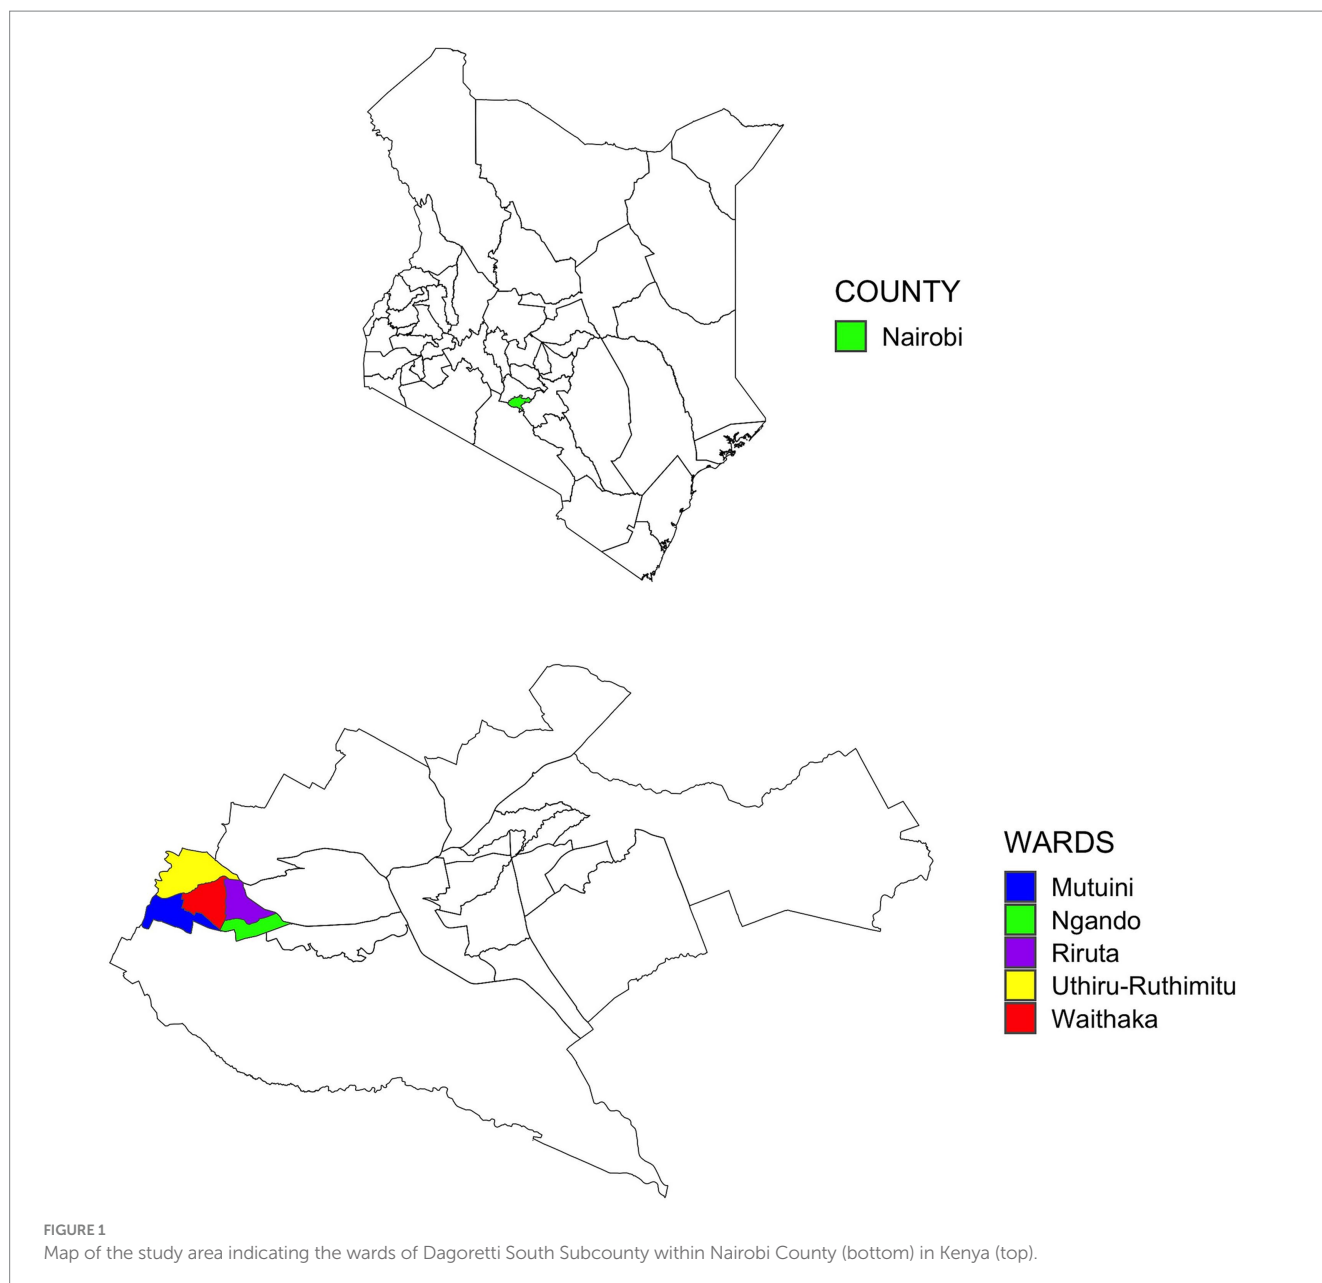 COUNTY
Nairobi
WARDS
Mutuini
Ngando
Riruta
Uthiru-Ruthimitu
Waithaka
FIGURE 1
Map of the study area indicating the wards of Dagoretti South Subcounty within Nairobi County (bottom) in Kenya (top).